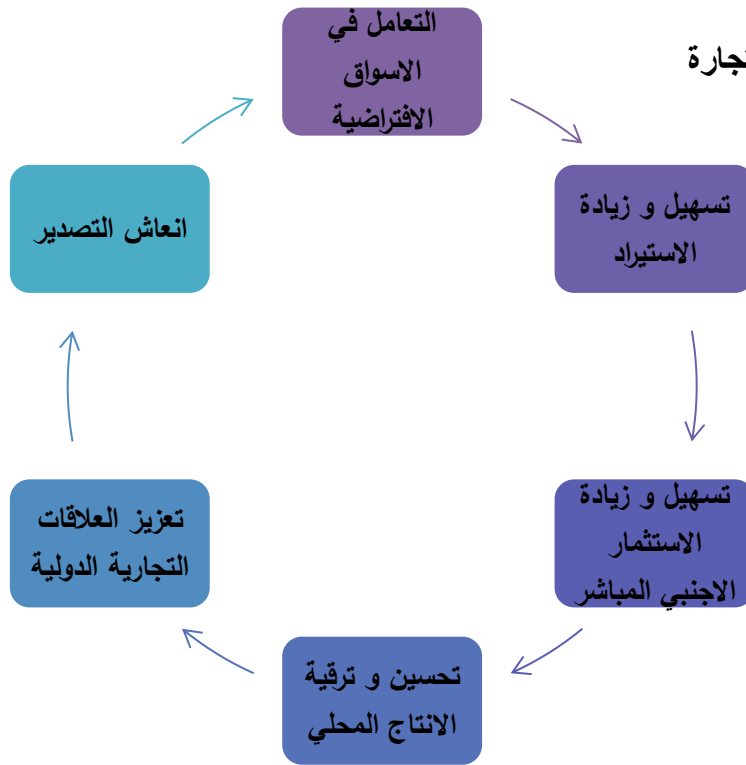 التعامل في
الاسواق
الافتراضية
تسهيل و زيادة
الاستيراد
تسهيل و زيادة
الاستثمار
الاجنبي المباشر
تحسين و ترقية
الانتاج المحلي
تعزيز العلاقات
التجارية الدولية
انعاش التصدير